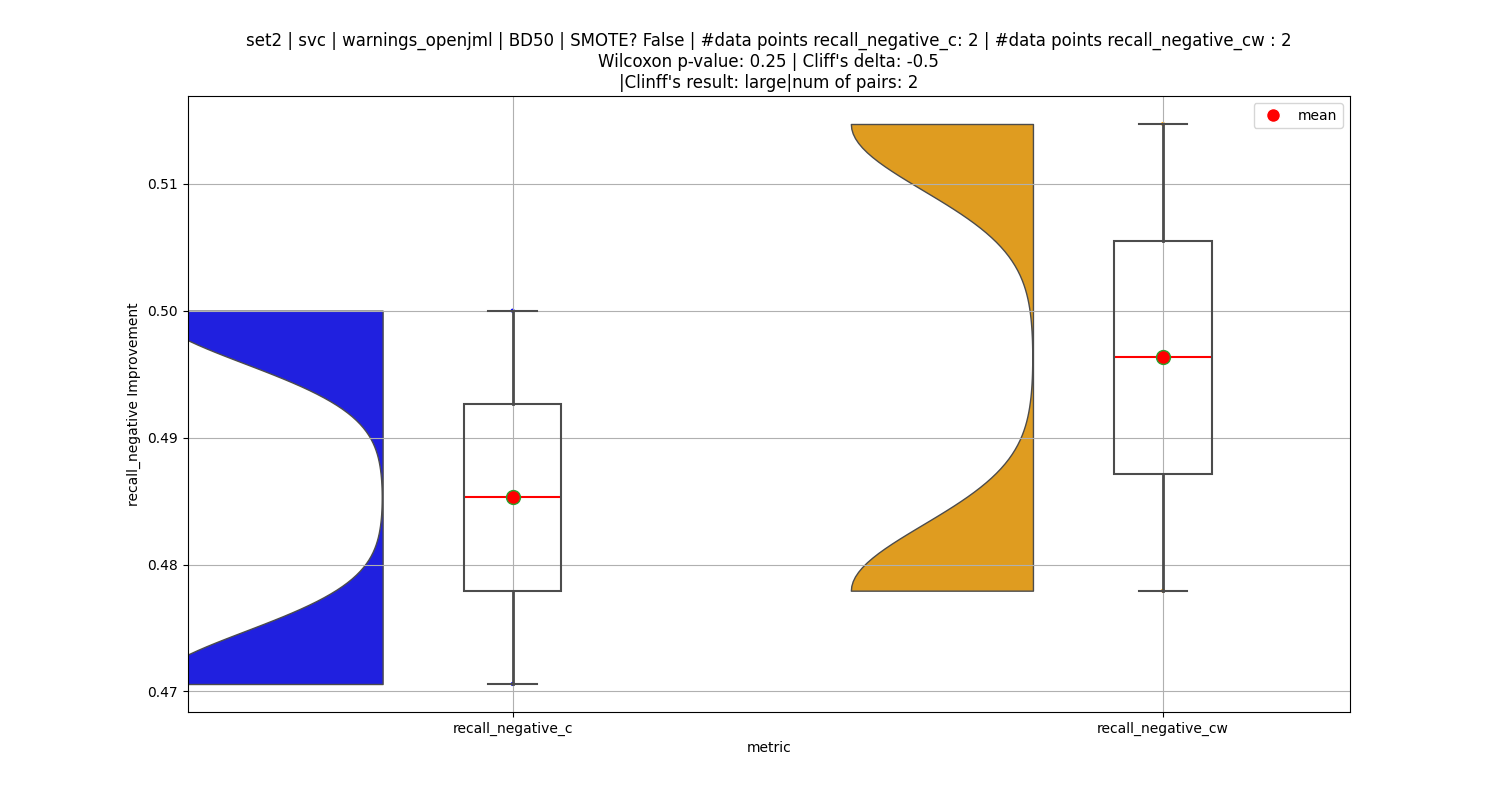 set2 | svc | warnings_openjml | BD50 | SMOTE? False | #data points recall_negative_c: 2 | #data points recall_negative_cw : 2
Wilcoxon p-value: 0.25 | Cliff's delta: -0.5
|Clinff's result: large|num of pairs: 2
mean
0.51
0.50
0.49
0.48
0.47
recall_negative Improvement
recall_negative_c
recall_negative_cw
metric